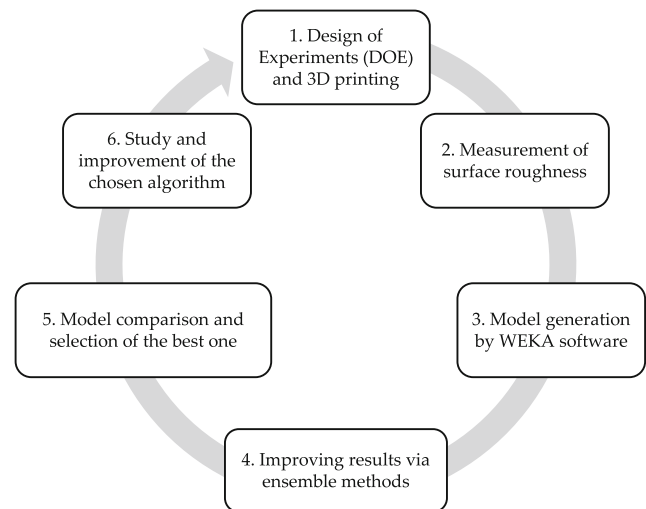 1. Design of
Experiments (DOE)
and 3D printing
2. Measurement of
surface roughness
3. Model generation
by WEKA software
4. Improving results via
ensemble methods
5. Model comparison and
selection of the best one
6. Study and
improvement of the
chosen algorithm